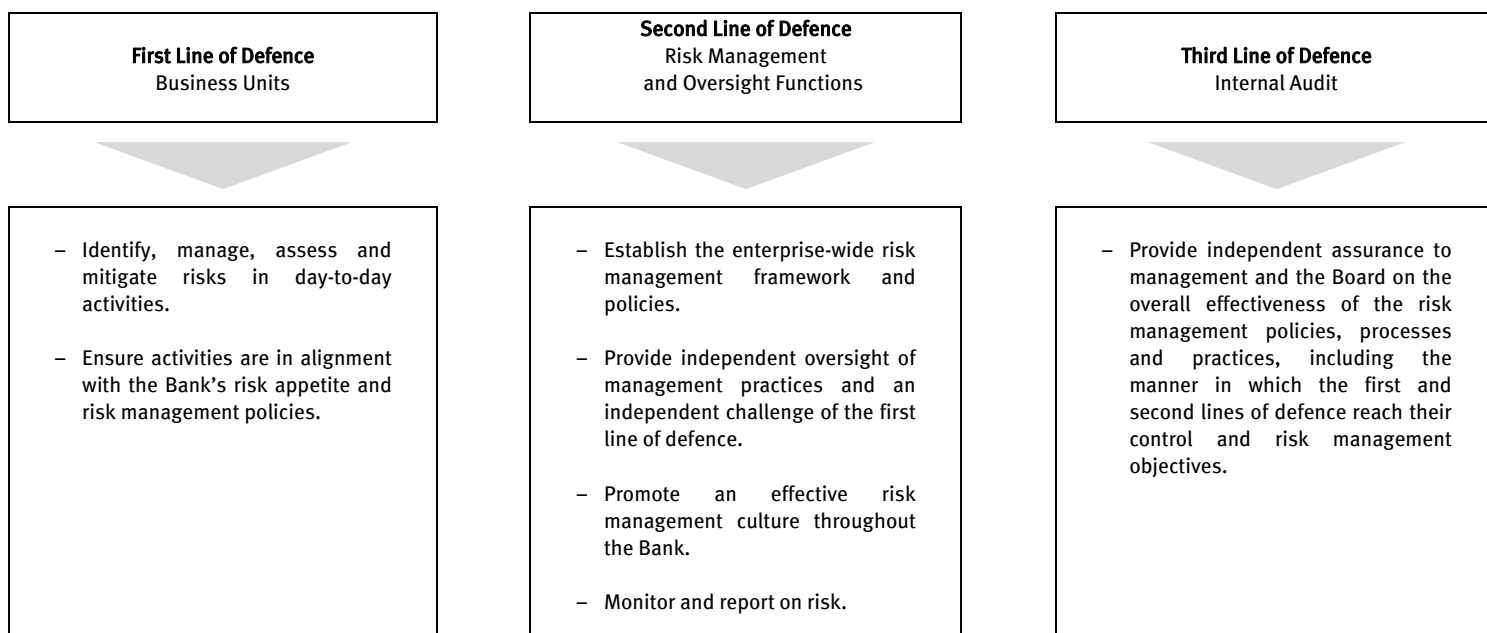 First Line of Defence
Business Units
Second Line of Defence
Risk Management
and Oversight Functions
Third Line of Defence
Internal Audit
– Identify, manage, assess and
mitigate risks in day-to-day
activities.
– Ensure activities are in alignment
with the Bank’s risk appetite and
risk management policies.
– Establish the enterprise-wide risk
management framework and
policies.
– Provide independent oversight of
management practices and an
independent challenge of the first
line of defence.
– Promote an effective risk
management culture throughout
the Bank.
– Monitor and report on risk.
– Provide independent assurance to
management and the Board on the
overall effectiveness of the risk
management policies, processes
and practices, including the
manner in which the first and
second lines of defence reach their
control and risk management
objectives.